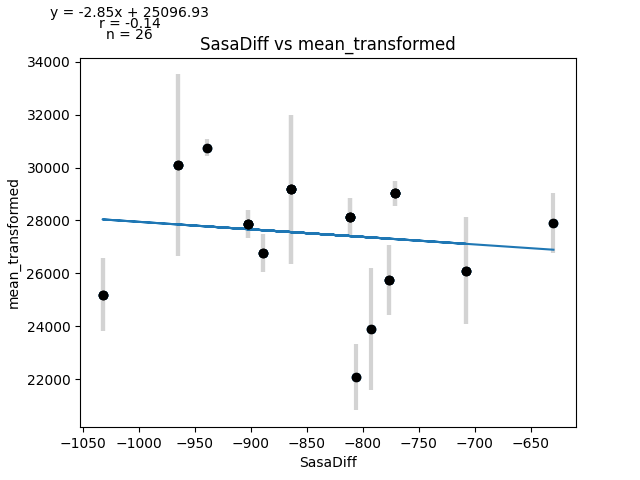 y = -2.85x + 25096.93
r = -0.14
n = 26
SasaDiff vs mean_transformed
34000
32000
30000
28000
26000
24000
22000
mean_transformed
−1050
−1000
−950
−900
−850
−800
−750
−700
−650
SasaDiff